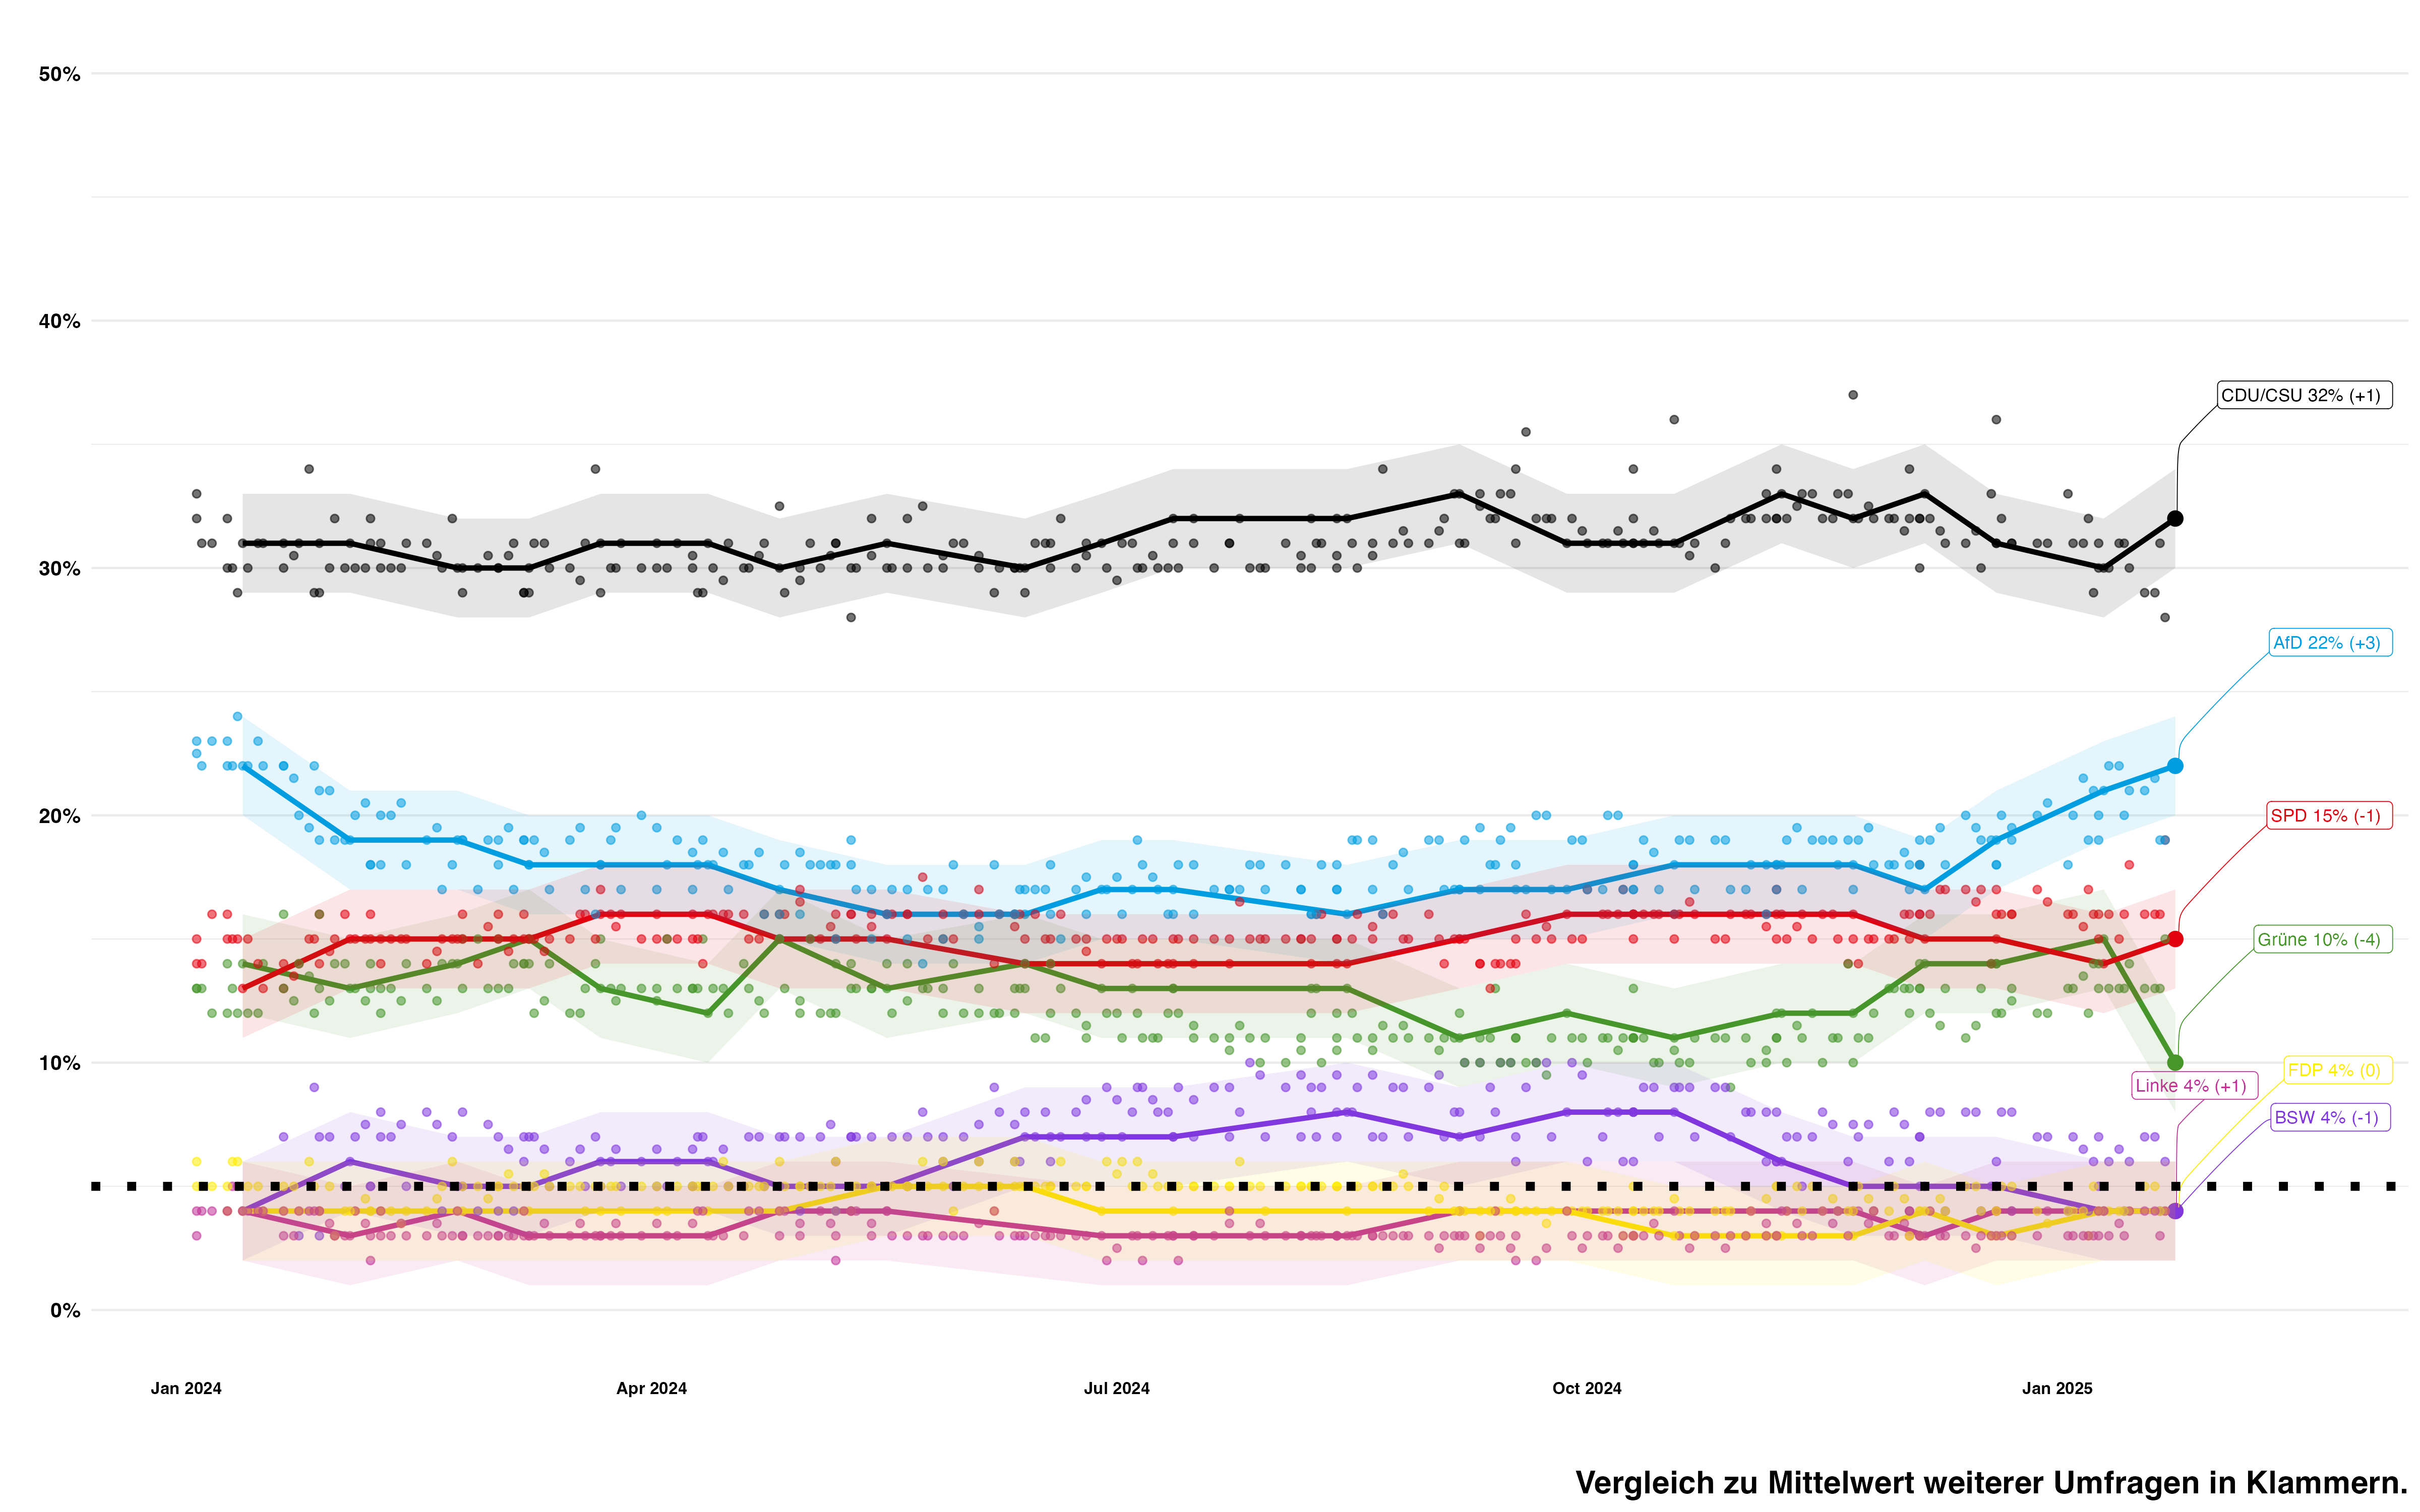 50%
40%
CDU/CSU 32% (+1)
30%
AfD 22% (+3)
20%
SPD 15% (-1)
Grüne 10% (-4)
10%
FDP 4% (0)
Linke 4% (+1)
BSW 4% (-1)
0%
Jan 2024 Apr 2024 Jul 2024 Oct 2024 Jan 2025
Vergleich zu Mittelwert weiterer Umfragen in Klammern.